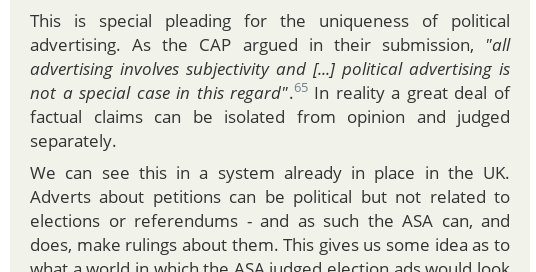 This is special pleading for the uniqueness of political
advertising. As the CAP argued in their submission, "all
advertising involves subjectivity and [...] political advertising is
not a special case in this regard".65 In reality a great deal of
factual claims can be isolated from opinion and judged
separately.
We can see this in a system already in place in the UK.
Adverts about petitions can be political but not related to
elections or referendums - and as such the ASA can, and
does, make rulings about them. This gives us some idea as to
what a world in which the ASA judged election ads would look